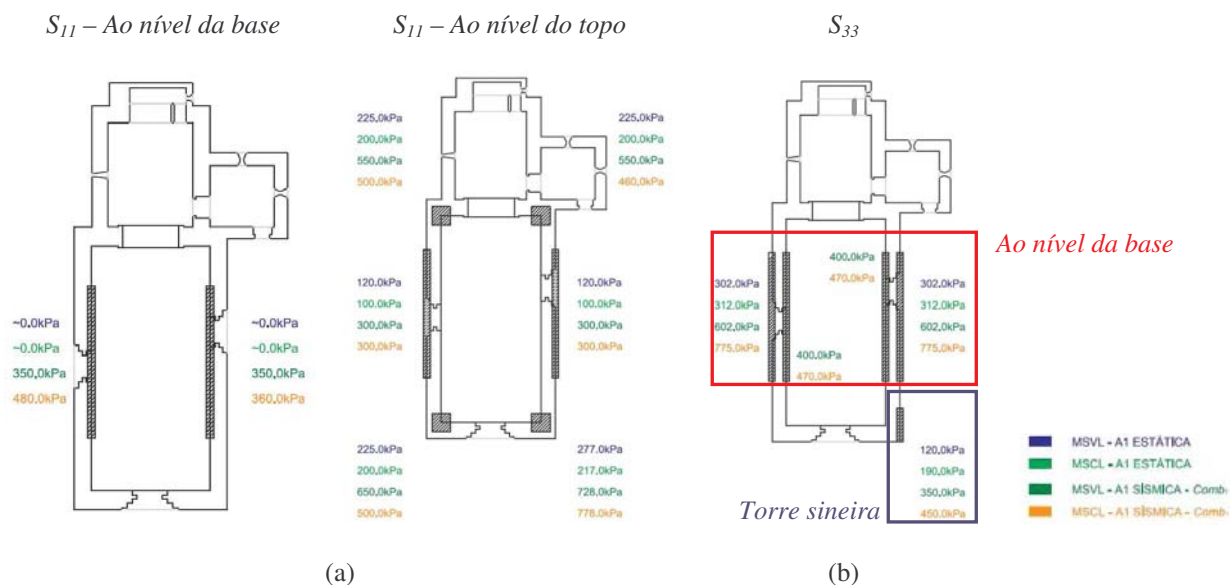 S11 – Ao nível da base
S11 – Ao nível do topo
S33
~0.0kPa
~0.0kPa
350.0kPa
480.0kPa
~0.0kPa
~0.0kPa
350.0kPa
360.0kPa
225.0kPa
200.0kPa
550.0kPa
500.0kPa
225.0kPa
200.0kPa
550.0kPa
460.0kPa
120.0kPa
100.0kPa
300.0kPa
300.0kPa
120.0kPa
100.0kPa
300.0kPa
300.0kPa
225.0kPa
200.0kPa
650.0kPa
500.0kPa
277.0kPa
217.0kPa
728.0kPa
778.0kPa
Ao nível da base
400.0kPa
470.0kPa
302.0kPa
312.0kPa
602.0kPa
775.0kPa
302.0kPa
312.0kPa
602.0kPa
775.0kPa
400.0kPa
470.0kPa
Torre sineira
120.0kPa
190.0kPa
350.0kPa
450.0kPa
MSVL - A1 ESTÁTICA
MSCL - A1 ESTÁTICA
MSVL - A1 SÍSMICA - Comb-
MSCL - A1 SÍSMICA - Comb-
(a)
(b)